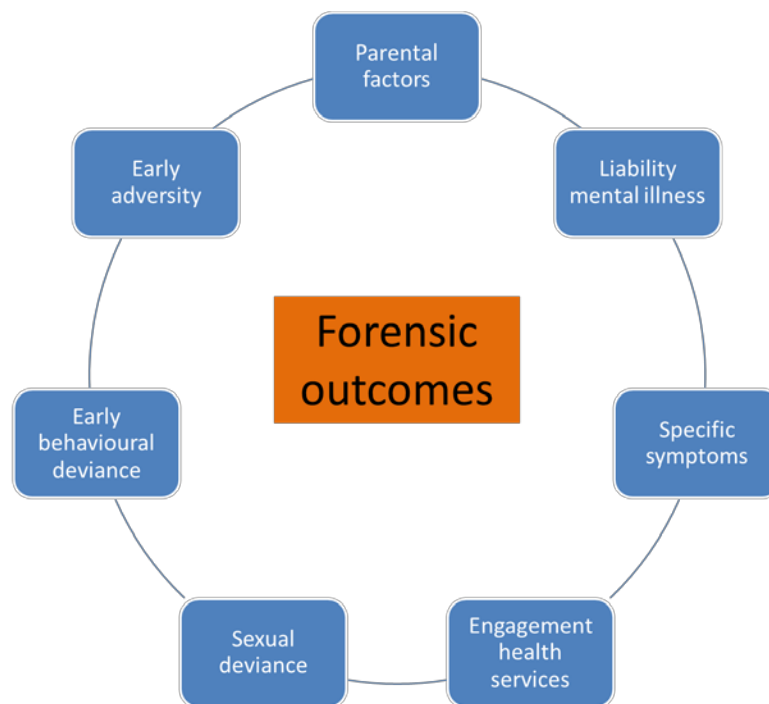 Parental
factors
Liability
mental illness
Specific
symptoms
Engagement
health
services
Sexual
deviance
Early
behavioural
deviance
Early
adversity
Forensic
outcomes